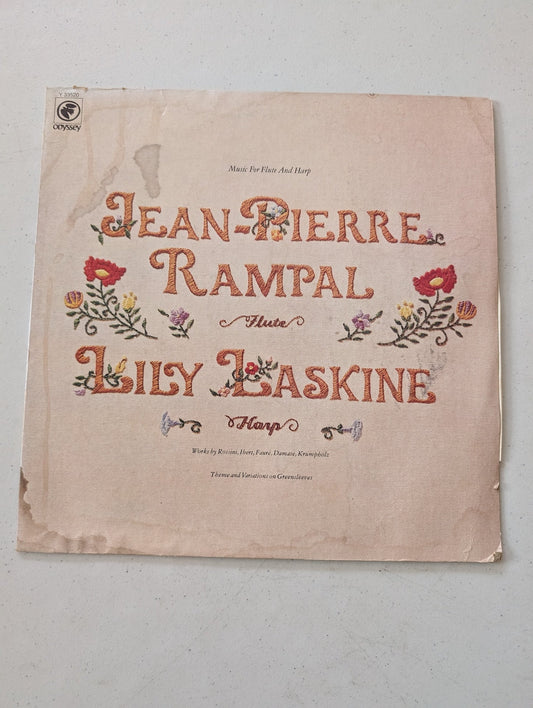 Y 33520
Odyssey
Music For Flute And Harp
JEAN-PIERRE
RAMPAL
Flute
LILY LASKINE
Harp
Works by Rossini, Ibert, Fauré, Damase, Krumpholz
Theme and Variations on Greensleeves